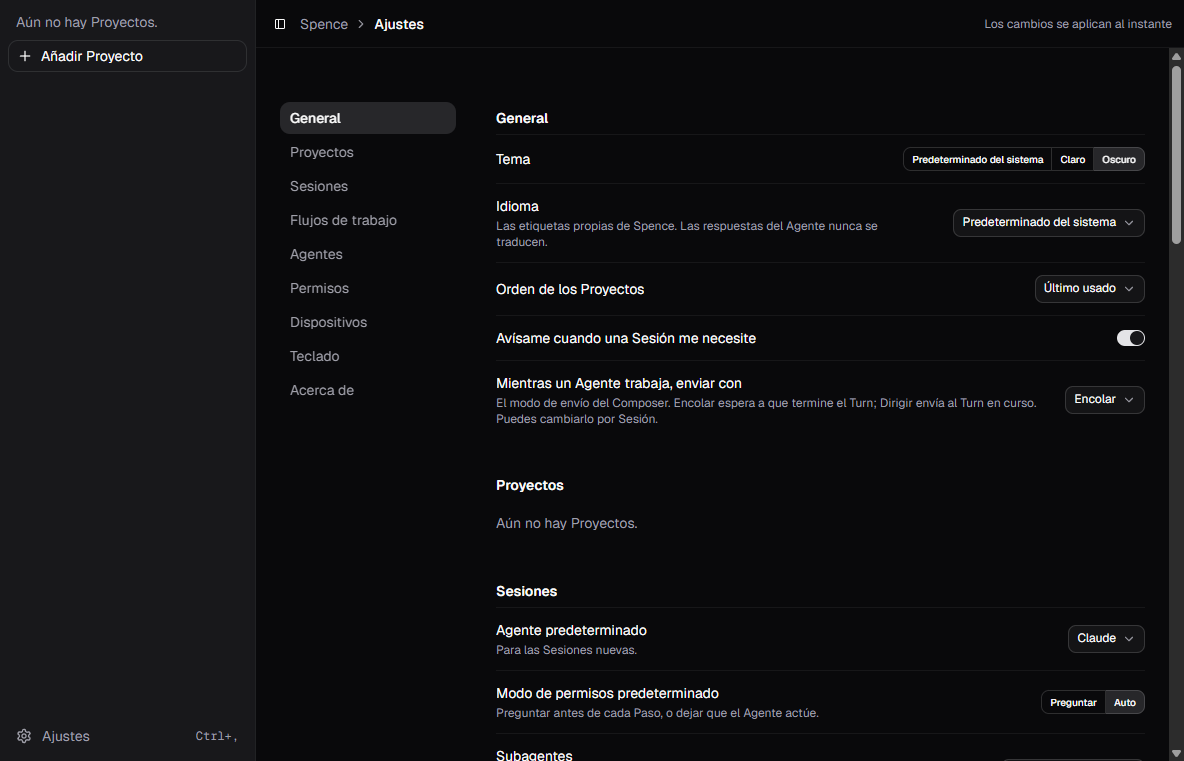 Aún no hay Proyectos.
Añadir Proyecto
Spence > Ajustes
Los cambios se aplican al instante
General
Proyectos
Sesiones
Flujos de trabajo
Agentes
Permisos
Dispositivos
Teclado
Acerca de
General
Tema
Predeterminado del sistema
Claro
Oscuro
Idioma
Las etiquetas propias de Spence. Las respuestas del Agente nunca se
traducen.
Predeterminado del sistema
Orden de los Proyectos
Último usado
Avísame cuando una Sesión me necesite
Mientras un Agente trabaja, enviar con
El modo de envío del Composer. Encolar espera a que termine el Turn; Dirigir envía al Turn en curso.
Puedes cambiarlo por Sesión.
Encolar
Proyectos
Aún no hay Proyectos.
Sesiones
Agente predeterminado
Para las Sesiones nuevas.
Claude
Modo de permisos predeterminado
Preguntar antes de cada Paso, o dejar que el Agente actúe.
Preguntar
Auto
Subagentes
Ajustes
Ctrl+,